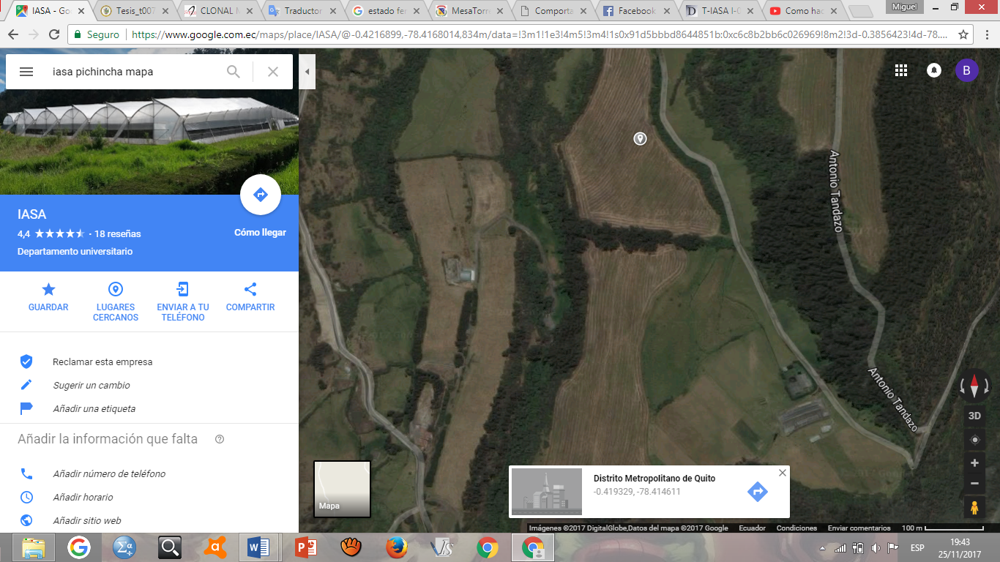 IASA - Go
Tesis_t007
CLONAL M
Traductor
estado fer
MesaTorre
Comporta
Facebook
T-IASA I-0
Como hac
Miguel
Seguro
https://www.google.com.ec/maps/place/IASA/@-0.4216899,-78.4168014,834m/data=!3m1!1e3!4m5!3m4!1s0x91d5bbbd8644851b:0xc6c8b2bb6c026969!8m2!3d-0.3856423!4d-78....
iasa pichincha mapa
B
IASA
4,4
· 18 reseñas
Departamento universitario
Cómo llegar
GUARDAR
LUGARES
CERCANOS
ENVIAR A TU
TELÉFONO
COMPARTIR
Reclamar esta empresa
Sugerir un cambio
Añadir una etiqueta
Añadir la información que falta
Añadir número de teléfono
Añadir horario
Añadir sitio web
Antonio Tandazo
Antonio Tandazo
3D
Mapa
Distrito Metropolitano de Quito
-0.419329, -78.414611
Imágenes ©2017 DigitalGlobe,Datos del mapa ©2017 Google
Ecuador
Condiciones
Enviar comentarios
100 m
ESP
19:43
25/11/2017